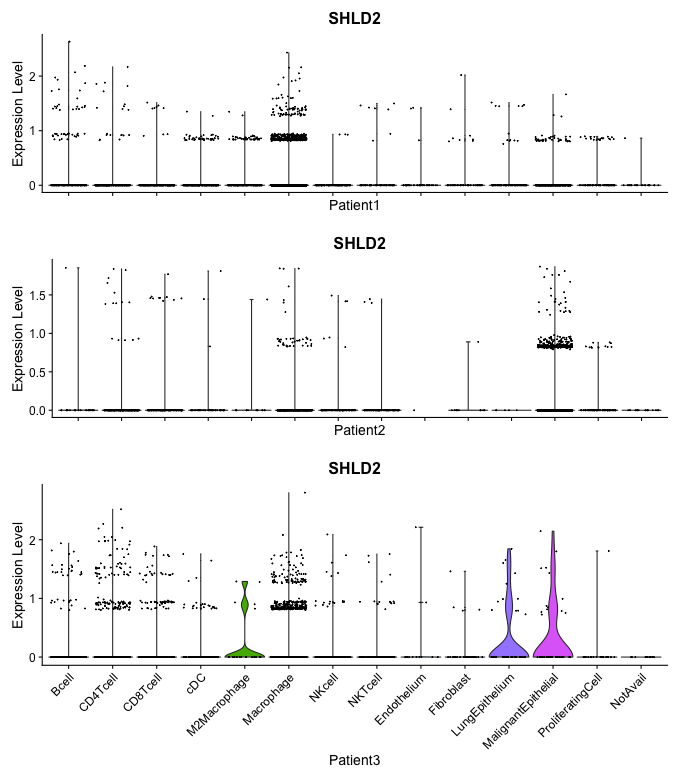 SHLD2
Expression Level
2
1
0
Patient1
SHLD2
Expression Level
1.5
1.0
0.5
0.0
Patient2
SHLD2
Expression Level
2
1
0
Bcell
CD4Tcell
CD8Tcell
cDC
M2Macrophage
Macrophage
NKcell
NKTcell
Endothelium
Fibroblast
LungEpithelium
MalignantEpithelial
ProliferatingCell
NotAvail
Patient3